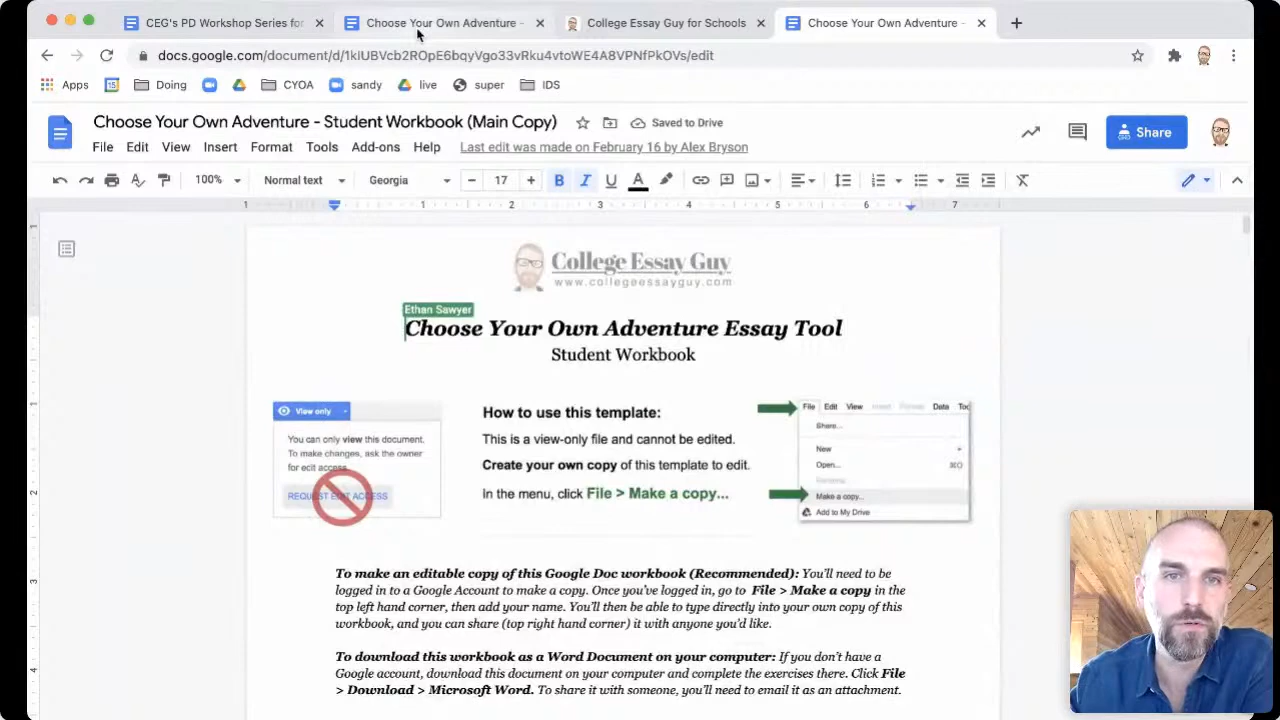 CEG's PD Workshop Series for
Choose Your Own Adventure -
College Essay Guy for Schools
Choose Your Own Adventure -
docs.google.com/document/d/1kIUBVcb2ROpE6bqyVgo33vRku4vtoWE4A8VPNfPkOVs/edit
Apps
Doing
CYOA
sandy
live
super
IDS
Choose Your Own Adventure - Student Workbook (Main Copy)
Saved to Drive
Share
File Edit View Insert Format Tools Add-ons Help Last edit was made on February 16 by Alex Bryson
100% Normal text Georgia 17 B I U A
1 1 2 3 4 5 6 7
College Essay Guy
www.collegeessayguy.com
Ethan Sawyer
Choose Your Own Adventure Essay Tool
Student Workbook
View only
You can only view this document.
To make changes, ask the owner
for edit access.
REQUEST EDIT ACCESS
How to use this template:
This is a view-only file and cannot be edited.
Create your own copy of this template to edit.
In the menu, click File > Make a copy...
File Edit View Insert Format Data Too
Share...
New
Open... ⌘O
Rename...
Make a copy...
Add to My Drive
To make an editable copy of this Google Doc workbook (Recommended): You'll need to be
logged in to a Google Account to make a copy. Once you've logged in, go to File > Make a copy in the
top left hand corner, then add your name. You'll then be able to type directly into your own copy of this
workbook, and you can share (top right hand corner) it with anyone you'd like.
To download this workbook as a Word Document on your computer: If you don't have a
Google account, download this document on your computer and complete the exercises there. Click File
> Download > Microsoft Word. To share it with someone, you'll need to email it as an attachment.